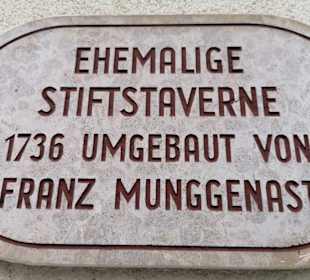 EHEMALIGE
STIFTSTAVERNE
1736 UMGEBAUT VON
FRANZ MUNGGENAST